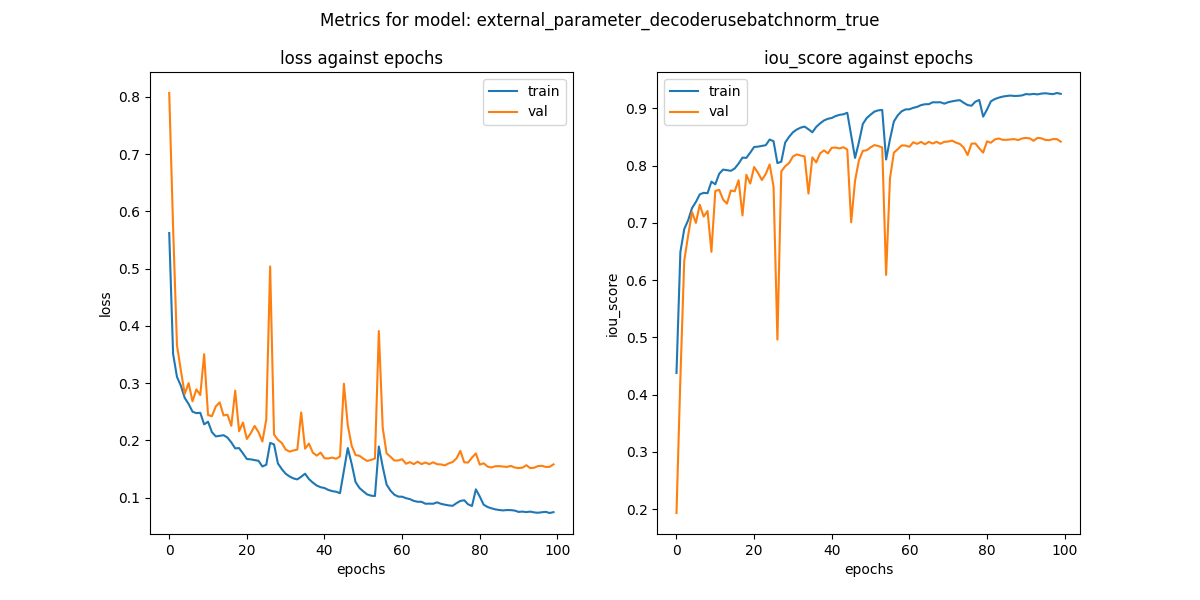 Metrics for model: external_parameter_decoderusebatchnorm_true
loss against epochs
train
val
0.8
0.7
0.6
0.5
0.4
0.3
0.2
0.1
loss
0 20 40 60 80 100
epochs
iou_score against epochs
train
val
0.9
0.8
0.7
0.6
0.5
0.4
0.3
0.2
iou_score
0 20 40 60 80 100
epochs